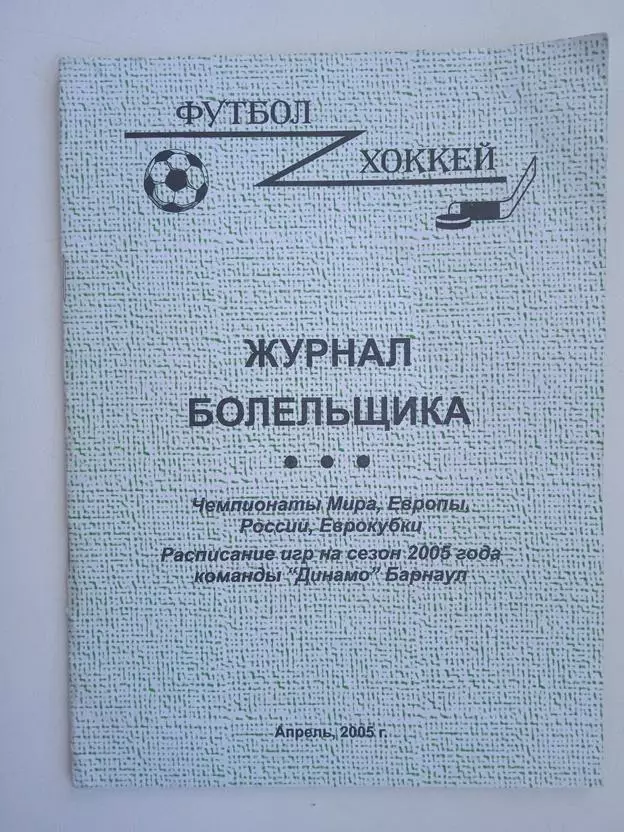 ФУТБОЛ
ХОККЕЙ
ЖУРНАЛ
БОЛЕЛЬЩИКА
• • •
Чемпионаты Мира, Европы,
России, Еврокубки
Расписание игр на сезон 2005 года
команды "Динамо" Барнаул
Апрель, 2005 г.